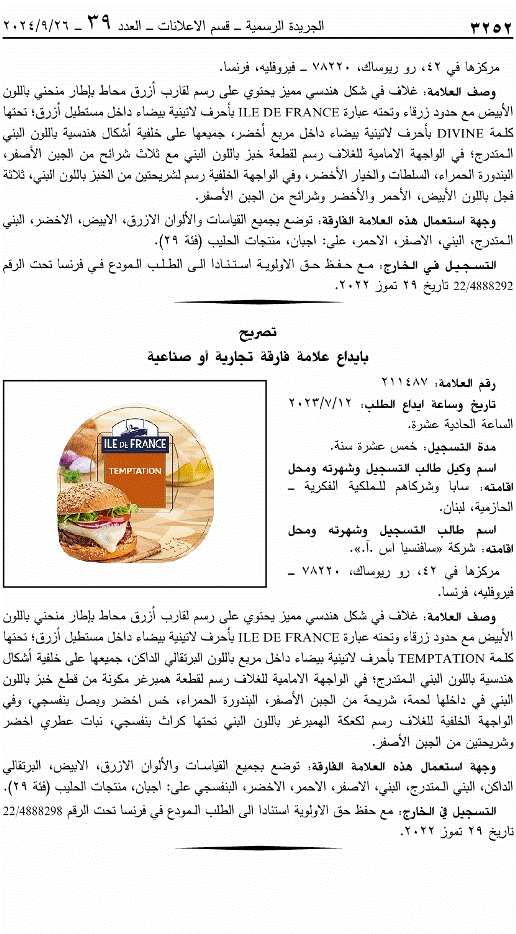 ٣٢٥٢
الجريدة الرسمية ــ قسم الاعلانات ــ العدد ٣٩ ــ ٢٠٢٤/٩/٢٦
مركزها في ٤٢، رو ريوساك، ٧٨٢٢٠ ــ فيروفليه، فرنسا.
وصف العلامة: غلاف في شكل هندسي مميز يحتوي على رسم لقارب أزرق محاط بإطار منحني باللون
الأبيض مع حدود زرقاء وتحته عبارة ILE DE FRANCE بأحرف لاتينية بيضاء داخل مستطيل أزرق؛ تحتها
كلمة DIVINE بأحرف لاتينية بيضاء داخل مربع أخضر، جميعها على خلفية أشكال هندسية باللون البني
المتدرج؛ في الواجهة الامامية للغلاف رسم لقطعة خبز باللون البني مع ثلاث شرائح من الجبن الأصفر،
البندورة الحمراء، السلطات والخيار الأخضر، وفي الواجهة الخلفية رسم لشريحتين من الخبز باللون البني، ثلاثة
فجل باللون الأبيض، الأحمر والأخضر وشرائح من الجبن الأصفر.
وجهة استعمال هذه العلامة الفارقة: توضع بجميع القياسات والألوان الازرق، الابيض، الاخضر، البني
المتدرج، البني، الاصفر، الاحمر، على: اجبان، منتجات الحليب (فئة ٢٩).
التسجيل في الخارج: مع حفظ حق الاولوية استنادا الى الطلب المودع في فرنسا تحت الرقم
22/4888292 تاريخ ٢٩ تموز ٢٠٢٢.
تصريح
بايداع علامة فارقة تجارية أو صناعية
رقم العلامة: ٢١١٤٨٧
تاريخ وساعة ايداع الطلب: ٢٠٢٣/٧/١٢
الساعة الحادية عشرة.
مدة التسجيل: خمس عشرة سنة.
اسم وكيل طالب التسجيل وشهرته ومحل
اقامته: سابا وشركاهم للملكية الفكرية ــ
الحازمية، لبنان.
اسم طالب التسجيل وشهرته ومحل
اقامته: شركة «سافنسيا اس .آ.».
مركزها في ٤٢، رو ريوساك، ٧٨٢٢٠ ــ
فيروفليه، فرنسا.
ILE DE FRANCE
TEMPTATION
وصف العلامة: غلاف في شكل هندسي مميز يحتوي على رسم لقارب أزرق محاط بإطار منحني باللون
الأبيض مع حدود زرقاء وتحته عبارة ILE DE FRANCE بأحرف لاتينية بيضاء داخل مستطيل أزرق؛ تحتها
كلمة TEMPTATION بأحرف لاتينية بيضاء داخل مربع باللون البرتقالي الداكن، جميعها على خلفية أشكال
هندسية باللون البني المتدرج؛ في الواجهة الامامية للغلاف رسم لقطعة همبرغر مكونة من قطع خبز باللون
البني في داخلها لحمة، شريحة من الجبن الأصفر، البندورة الحمراء، خس اخضر وبصل بنفسجي، وفي
الواجهة الخلفية للغلاف رسم لكعكة الهمبرغر باللون البني تحتها كراث بنفسجي، نبات عطري اخضر
وشريحتين من الجبن الأصفر.
وجهة استعمال هذه العلامة الفارقة: توضع بجميع القياسات والألوان الازرق، الابيض، البرتقالي
الداكن، البني المتدرج، البني، الاصفر، الاحمر، الاخضر، البنفسجي على: اجبان، منتجات الحليب (فئة ٢٩).
التسجيل في الخارج: مع حفظ حق الاولوية استنادا الى الطلب المودع في فرنسا تحت الرقم 22/4888298
تاريخ ٢٩ تموز ٢٠٢٢.